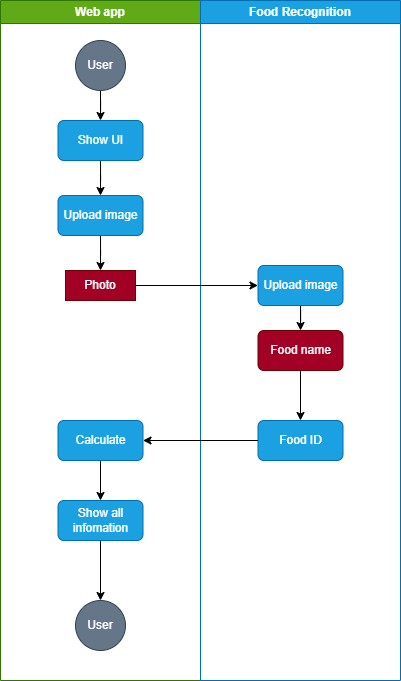 Web app
Food Recognition
User
Show UI
Upload image
Photo
Upload image
Food name
Calculate
Food ID
Show all
infomation
User